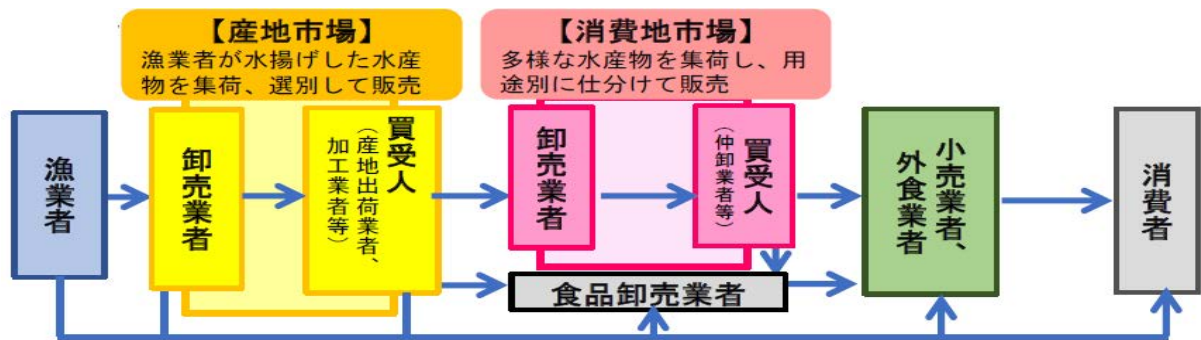 【産地市場】
漁業者が水揚げした水産
物を集荷、選別して販売
【消費地市場】
多様な水産物を集荷し、用
途別に仕分けて販売
漁業者
卸売業者
買受人
（産地出荷業者、
加工業者等）
卸売業者
買受人
（仲卸業者等）
食品卸売業者
小売業者、
外食業者
消費者